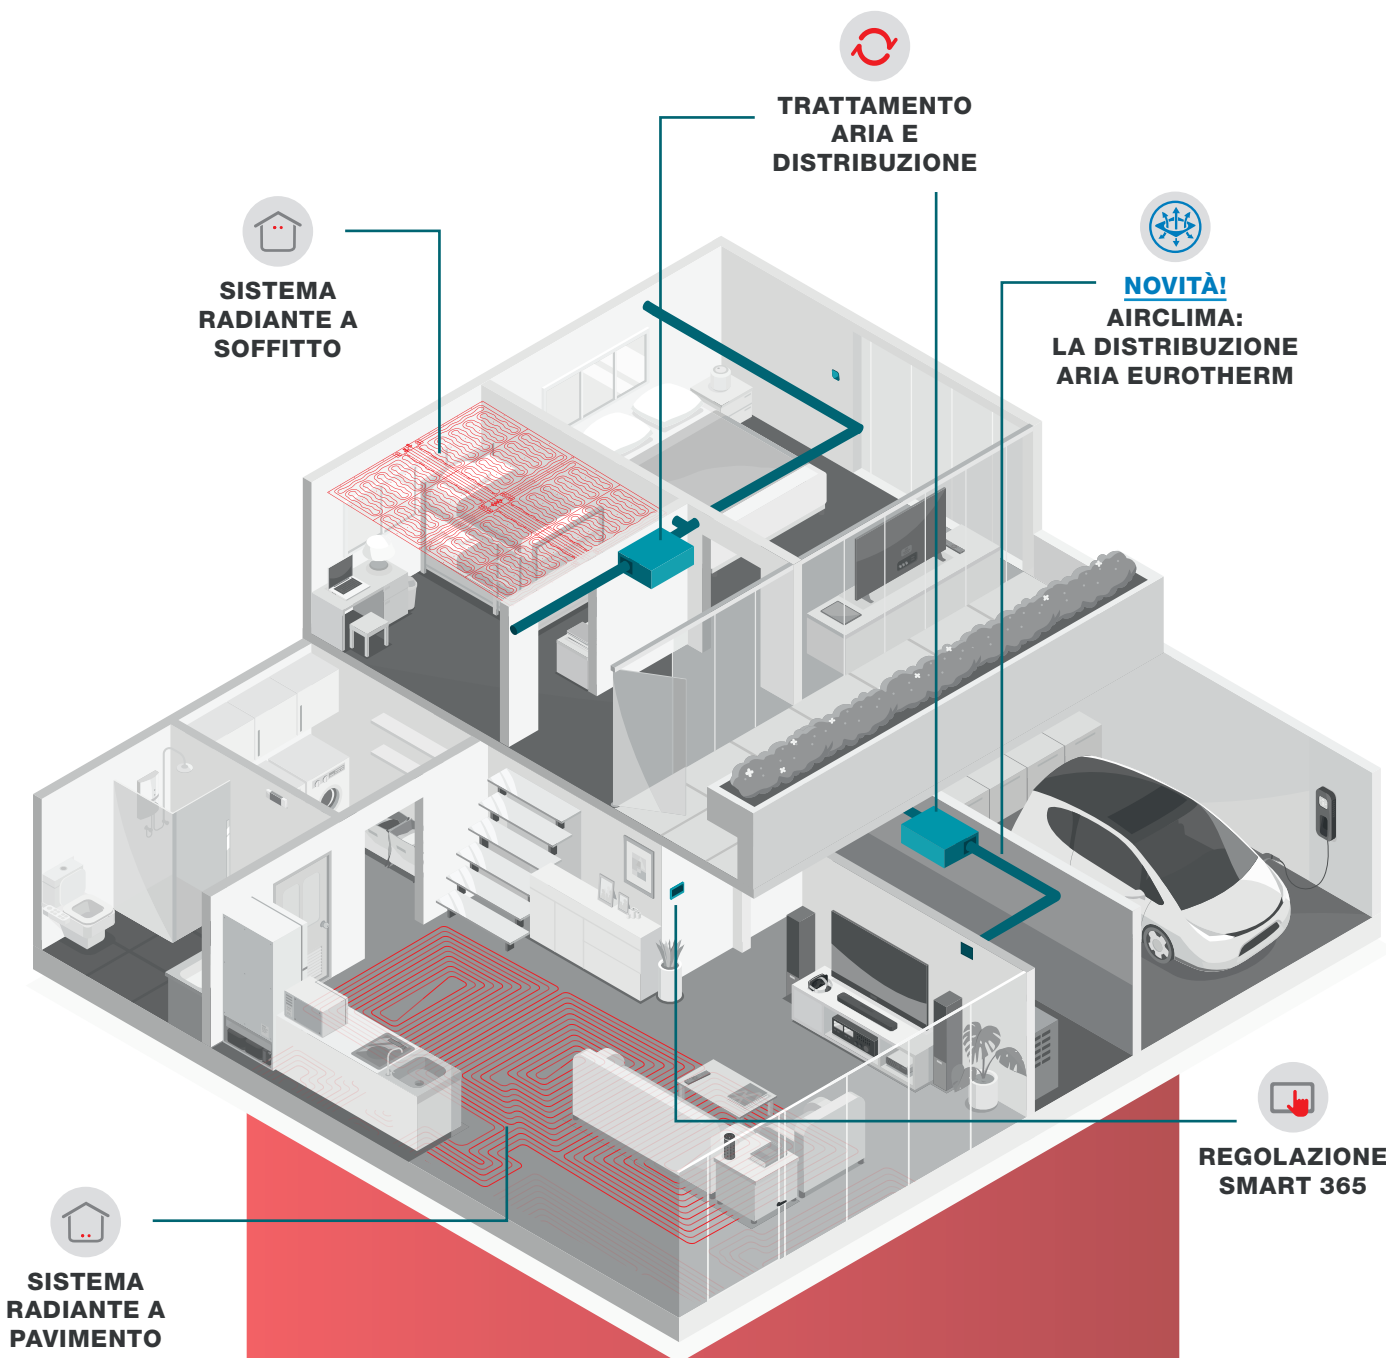 TRATTAMENTO
ARIA E
DISTRIBUZIONE
SISTEMA
RADIANTE A
SOFFITTO
NOVITÀ!
AIRCLIMA:
LA DISTRIBUZIONE
ARIA EUROTHERM
REGOLAZIONE
SMART 365
SISTEMA
RADIANTE A
PAVIMENTO